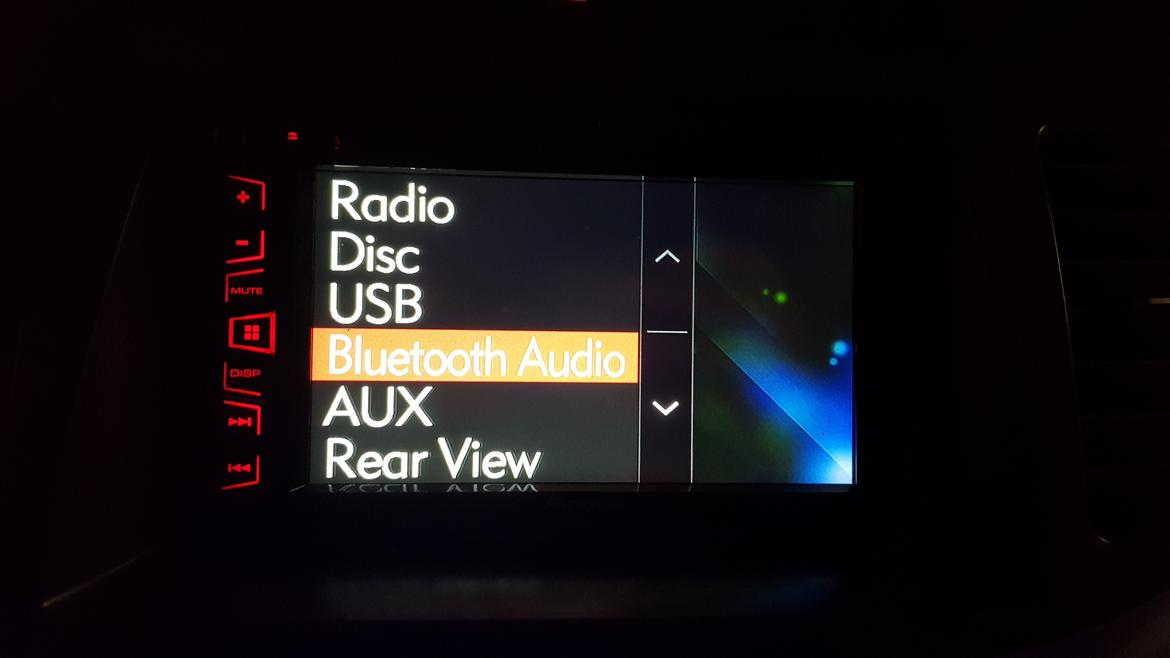 Radio
Disc
USB
Bluetooth Audio
AUX
Rear View
+
-
MUTE
DISP